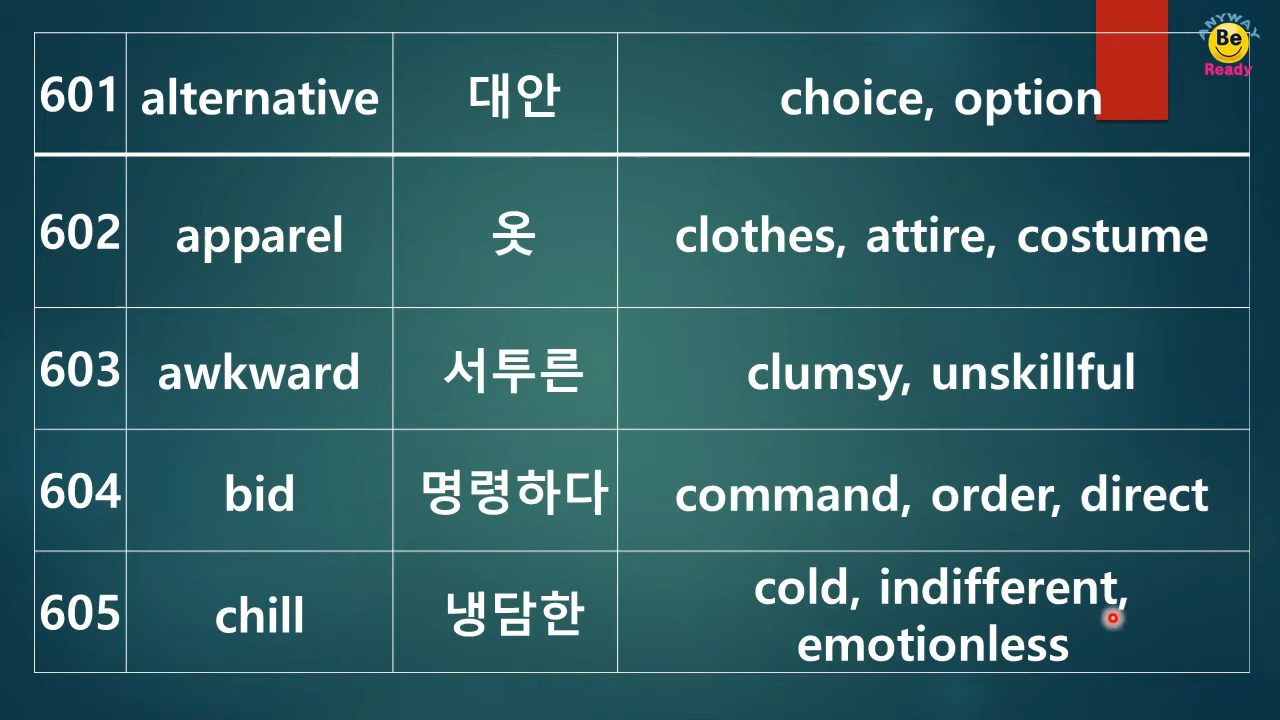 ANYWAY
Be
Ready
601 alternative 대안 choice, option
602 apparel 옷 clothes, attire, costume
603 awkward 서투른 clumsy, unskillful
604 bid 명령하다 command, order, direct
605 chill 냉담한 cold, indifferent,
emotionless